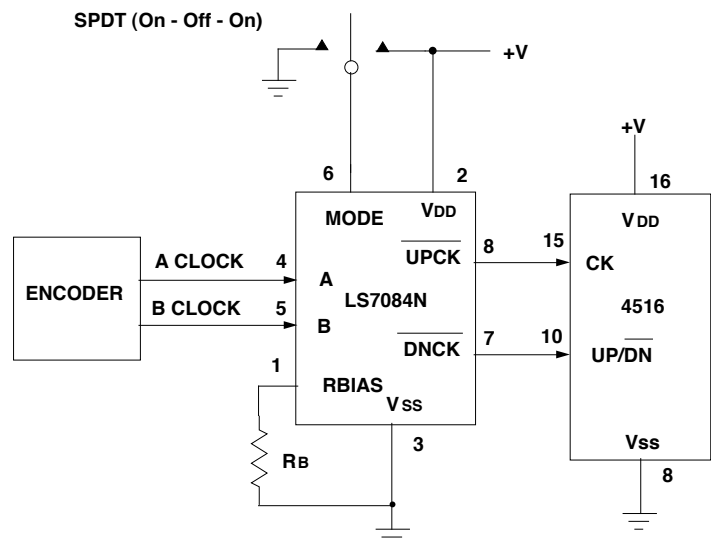 SPDT (On - Off - On)
+V
+V
6
2
16
MODE
VDD
VDD
UPCK
8
15
CK
A CLOCK
4
A
ENCODER
LS7084N
4516
B CLOCK
5
B
DNCK
7
10
UP/DN
1
RBIAS
VSS
RB
3
Vss
8